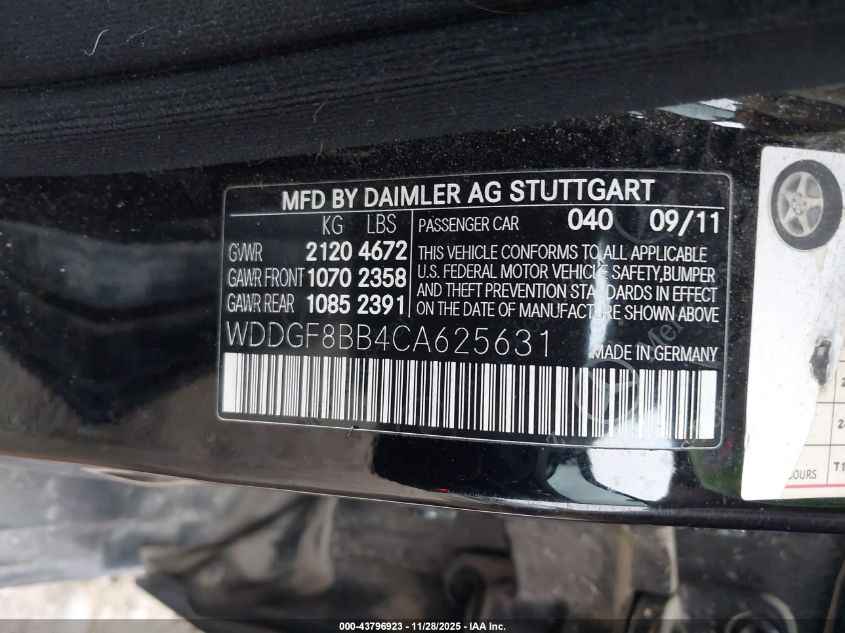 MFD BY DAIMLER AG STUTTGART
KG LBS PASSENGER CAR 040 09/11
GVWR 2120 4672 THIS VEHICLE CONFORMS TO ALL APPLICABLE
GAWR FRONT 1070 2358 U.S. FEDERAL MOTOR VEHICLE SAFETY,BUMPER
GAWR REAR 1085 2391 AND THEFT PREVENTION STANDARDS IN EFFECT
ON THE DATE OF MANUFACTURE SHOWN ABOVE
WDDGF8BB4CA625631 MADE IN GERMANY
OURS T1
000-43796923 | 11/28/2025 - IAA Inc.